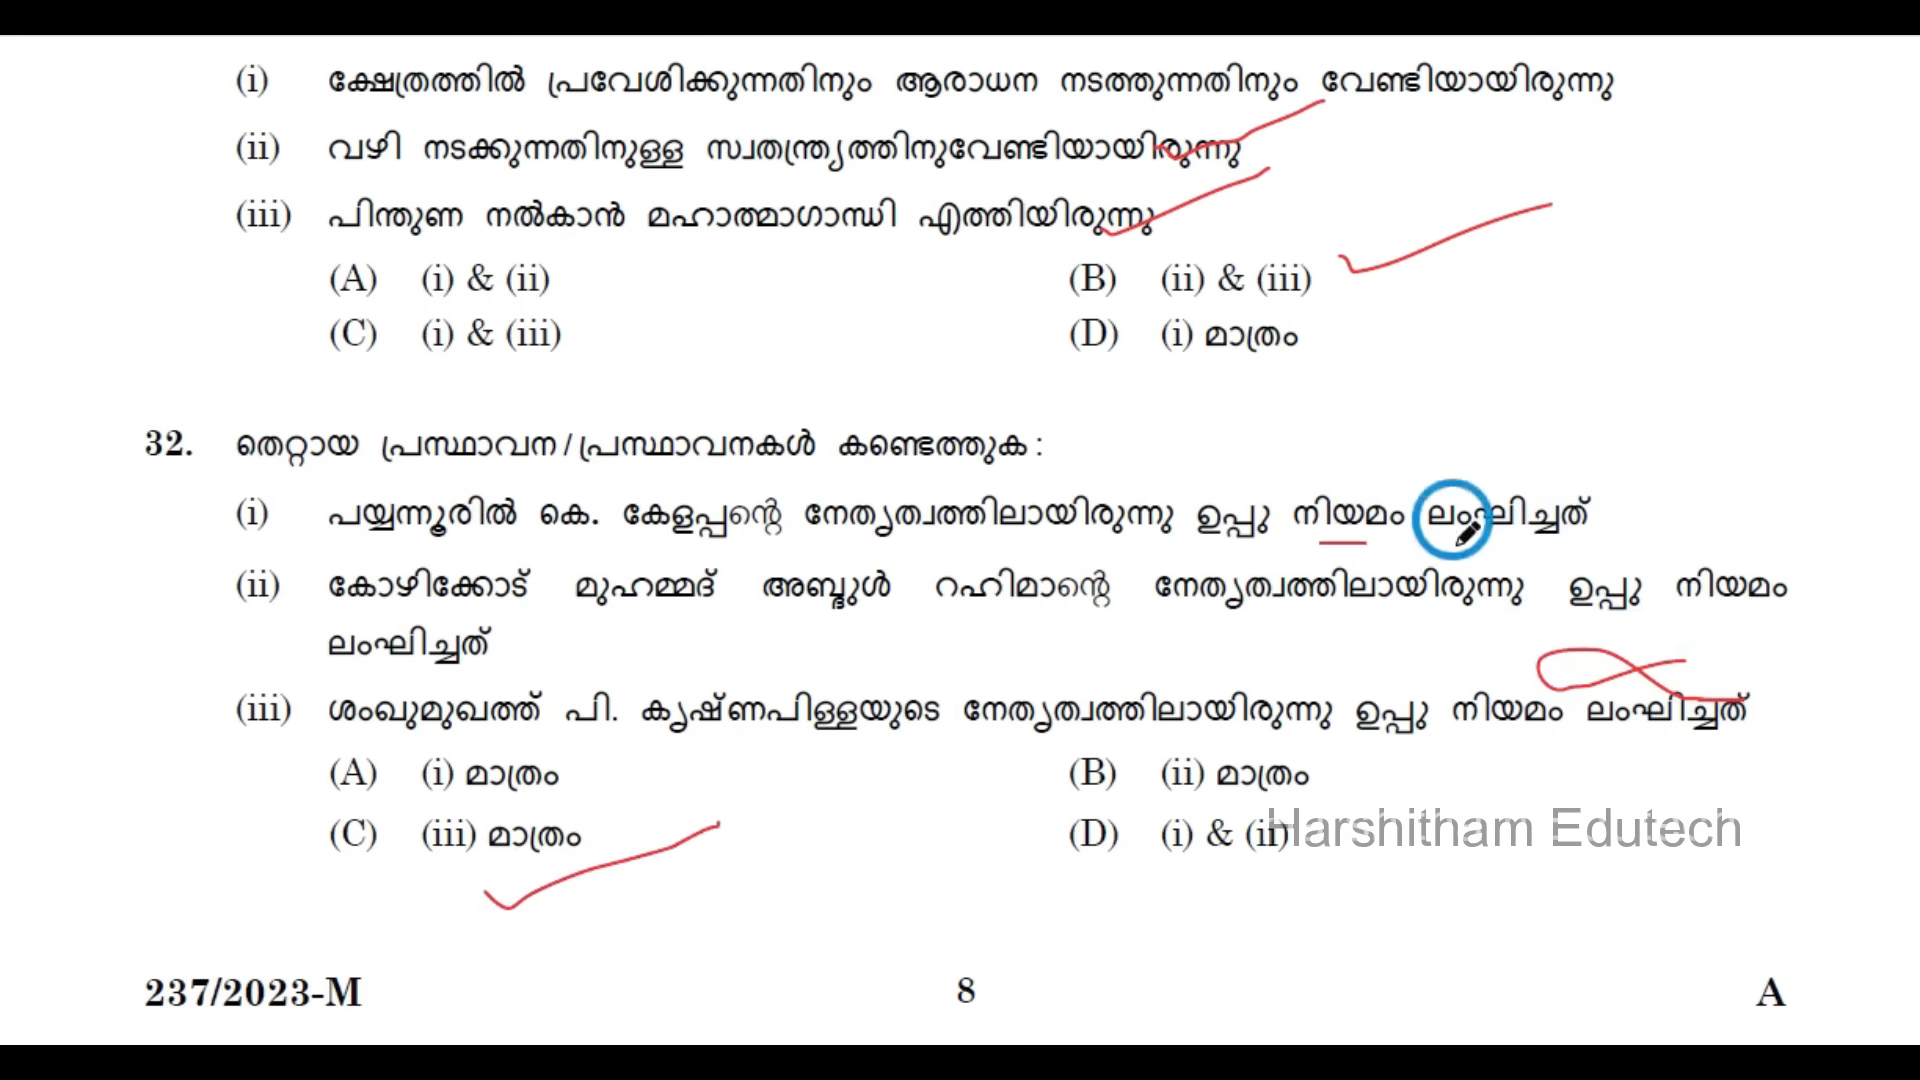 (i) ക്ഷേത്രത്തിൽ പ്രവേശിക്കുന്നതിനും ആരാധന നടത്തുന്നതിനും വേണ്ടിയായിരുന്നു
(ii) വഴി നടക്കുന്നതിനുള്ള സ്വതന്ത്ര്യത്തിനുവേണ്ടിയായിരുന്നു
(iii) പിന്തുണ നൽകാൻ മഹാത്മാഗാന്ധി എത്തിയിരുന്നു
(A) (i) & (ii) (B) (ii) & (iii)
(C) (i) & (iii) (D) (i) മാത്രം
32. തെറ്റായ പ്രസ്ഥാവന/പ്രസ്ഥാവനകൾ കണ്ടെത്തുക :
(i) പയ്യന്നൂരിൽ കെ. കേളപ്പന്റെ നേതൃത്വത്തിലായിരുന്നു ഉപ്പു നിയമം ലംഘിച്ചത്
(ii) കോഴിക്കോട് മുഹമ്മദ് അബ്ദുൾ റഹിമാന്റെ നേതൃത്വത്തിലായിരുന്നു ഉപ്പു നിയമം
ലംഘിച്ചത്
(iii) ശംഖുമുഖത്ത് പി. കൃഷ്ണപിള്ളയുടെ നേതൃത്വത്തിലായിരുന്നു ഉപ്പു നിയമം ലംഘിച്ചത്
(A) (i) മാത്രം (B) (ii) മാത്രം
(C) (iii) മാത്രം (D) (i) & (ii)
Harshitham Edutech
237/2023-M 8 A